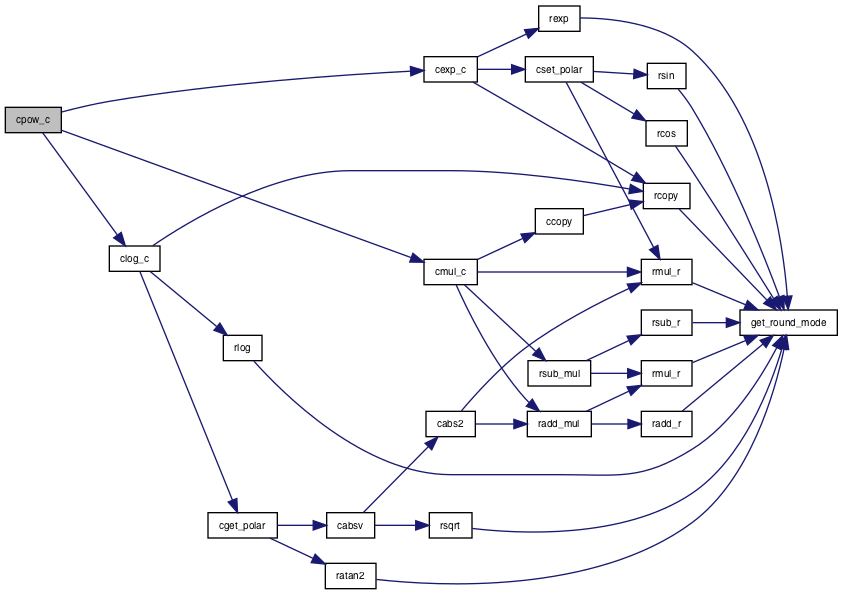 rexp
cexp_c
cset_polar
rsin
cpow_c
rcos
rcopy
ccopy
clog_c
cmul_c
rmul_r
rsub_r
get_round_mode
rlog
rsub_mul
rmul_r
cabs2
radd_mul
radd_r
cget_polar
cabsv
rsqrt
ratan2